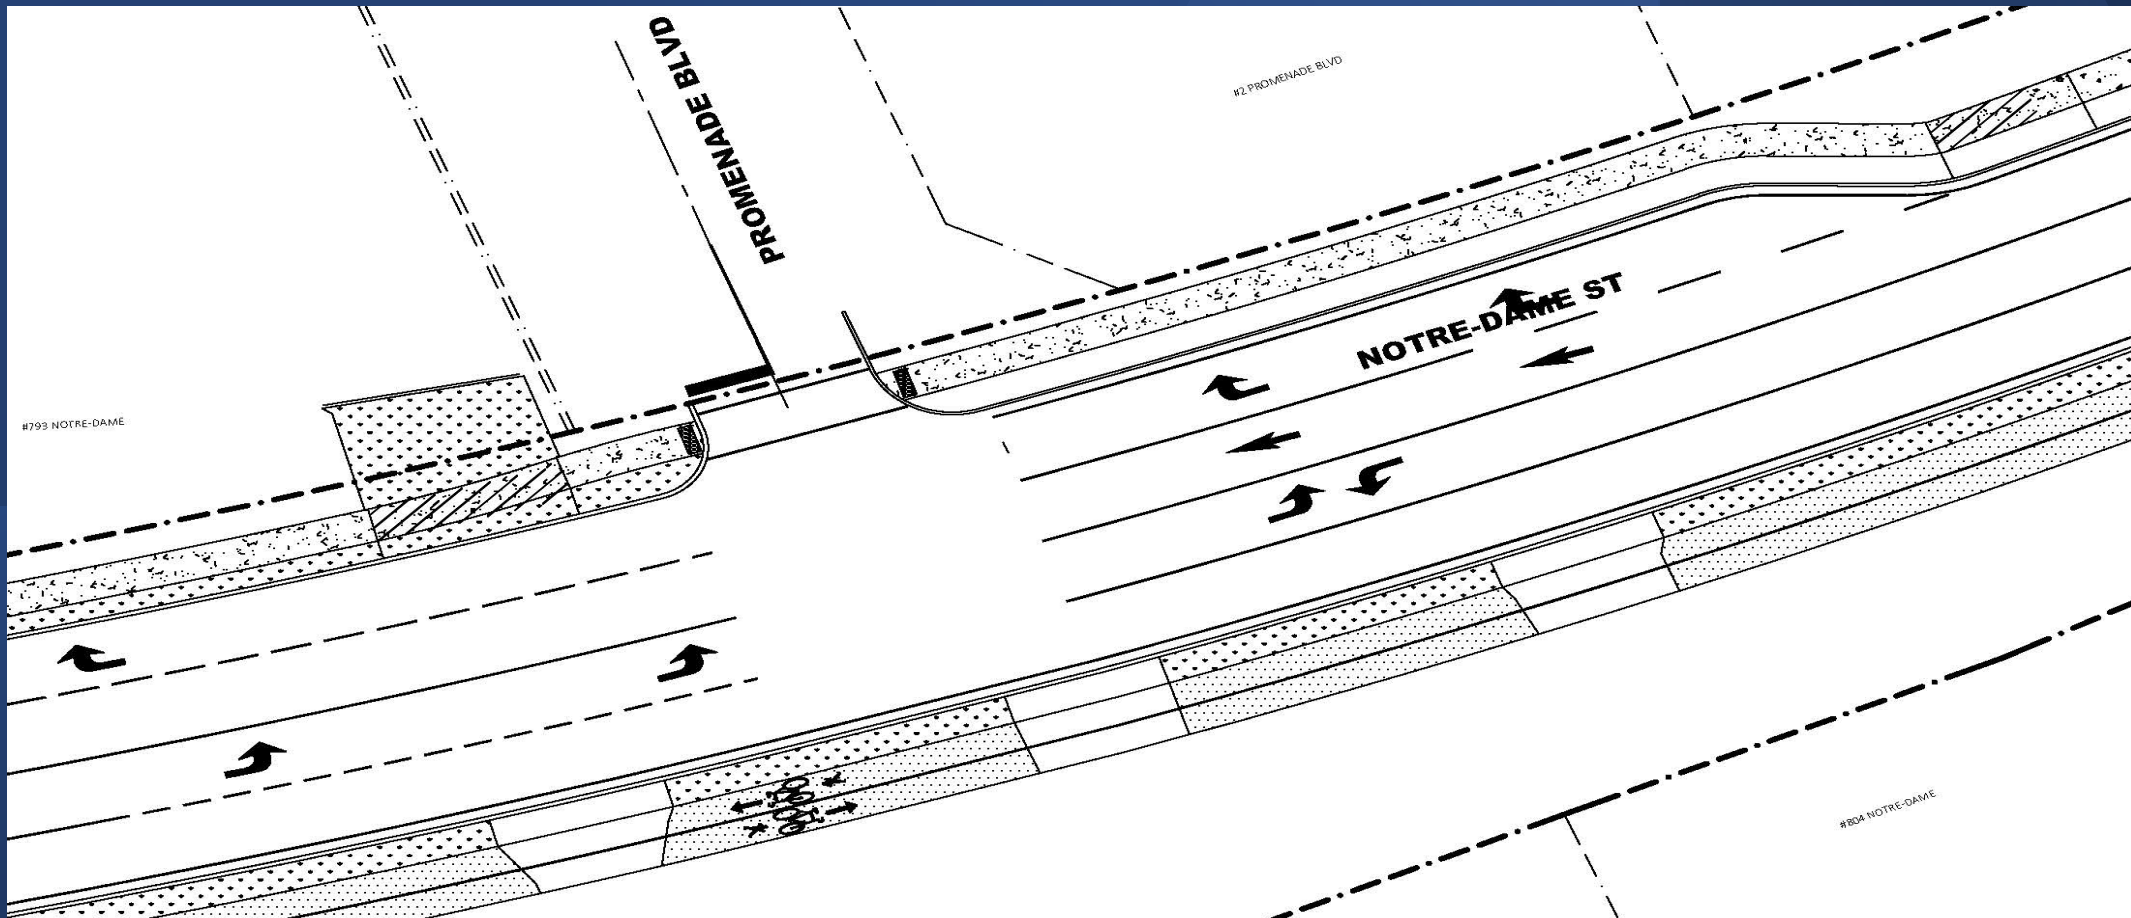 PROMENADE BLVD
#2 PROMENADE BLVD
NOTRE-DAME ST
#793 NOTRE-DAME
#804 NOTRE-DAME